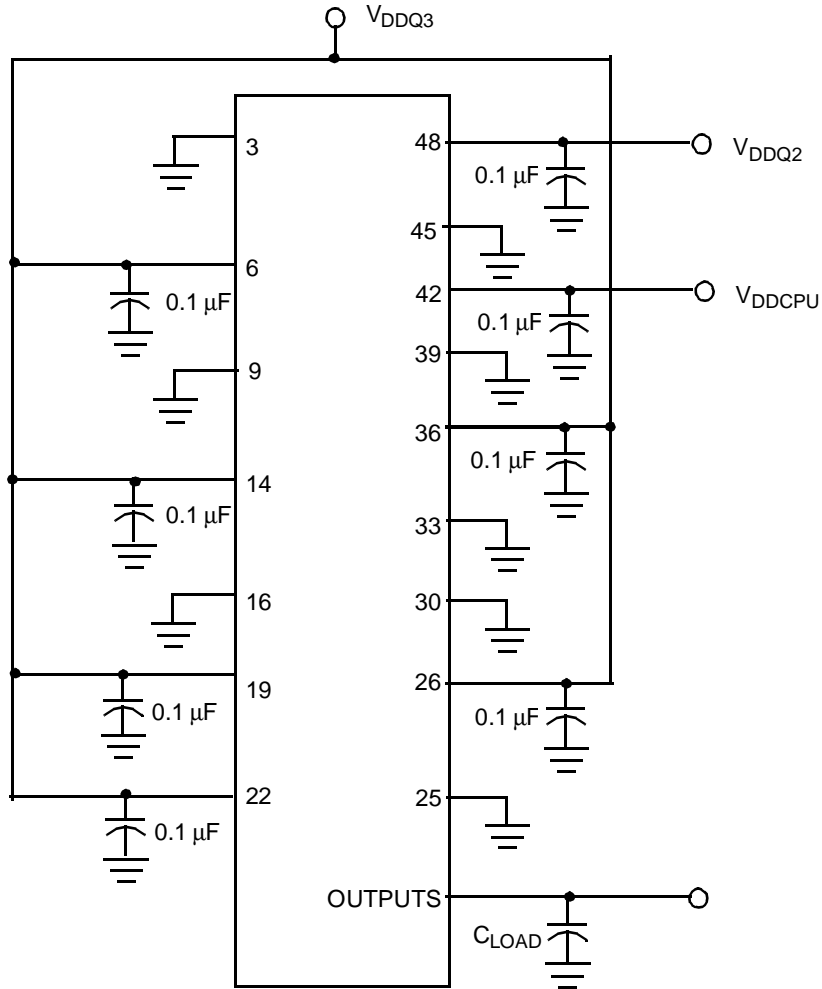 VDDQ3
3
48
VDDQ2
0.1 µF
45
6
42
VDDCPU
0.1 µF
0.1 µF
9
39
36
0.1 µF
14
0.1 µF
33
16
30
19
26
0.1 µF
0.1 µF
22
25
0.1 µF
OUTPUTS
CLOAD